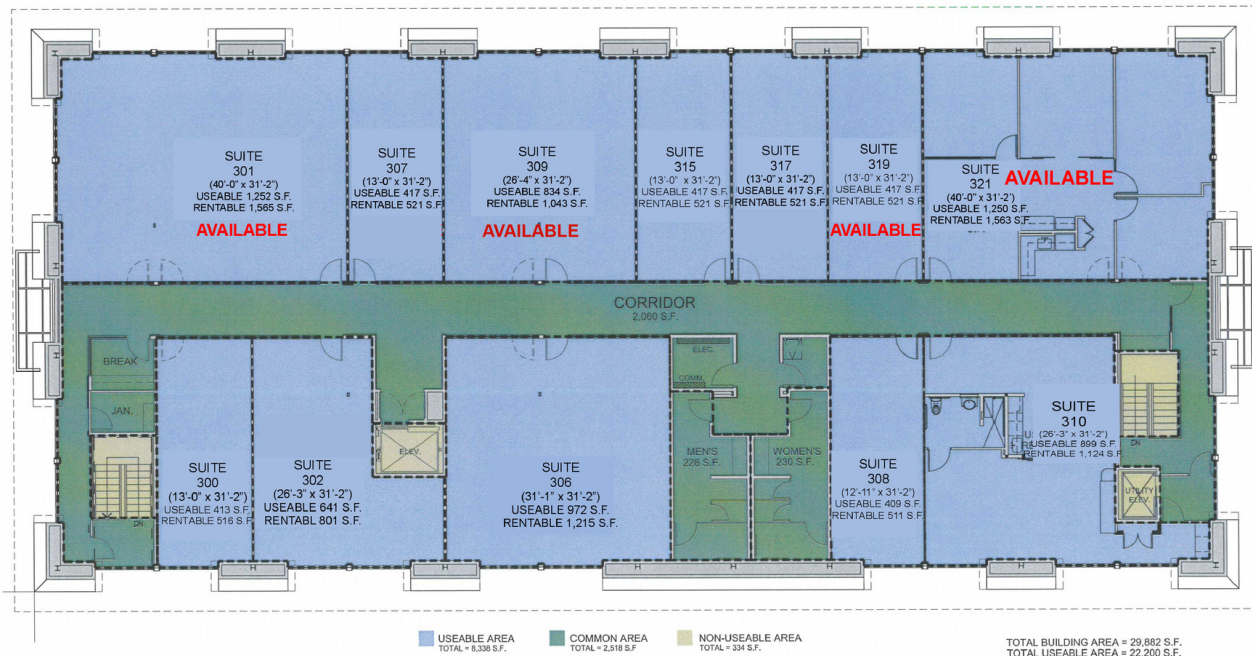 SUITE
301
(40'-0" x 31'-2")
USEABLE 1,252 S.F.
RENTABLE 1,565 S.F.
AVAILABLE
SUITE
307
(13'-0" x 31'-2")
USEABLE 417 S.F.
RENTABLE 521 S.F.
SUITE
309
(26'-4" x 31'-2")
USEABLE 834 S.F.
RENTABLE 1,043 S.F.
AVAILABLE
SUITE
315
(13'-0" x 31'-2")
USEABLE 417 S.F.
RENTABLE 521 S.F.
SUITE
317
(13'-0" x 31'-2")
USEABLE 417 S.F.
RENTABLE 521 S.F.
SUITE
319
(13'-0" x 31'-2")
USEABLE 417 S.F.
RENTABLE 521 S.F.
AVAILABLE
SUITE
321
(40'-0" x 31'-2")
USEABLE 1,250 S.F.
RENTABLE 1,563 S.F.
AVAILABLE
CORRIDOR
2,060 S.F.
BREAK
JAN.
DN
SUITE
300
(13'-0" x 31'-2")
USEABLE 413 S.F.
RENTABLE 516 S.F.
SUITE
302
(26'-3" x 31'-2")
USEABLE 641 S.F.
RENTABL 801 S.F.
ELEV.
SUITE
306
(31'-1" x 31'-2")
USEABLE 972 S.F.
RENTABLE 1,215 S.F.
ELEC.
COMM.
MEN'S
228 S.F.
WOMEN'S
230 S.F.
SUITE
308
(12'-11" x 31'-2")
USEABLE 409 S.F.
RENTABLE 511 S.F.
SUITE
310
(26'-3" x 31'-2")
USEABLE 899 S.F.
RENTABLE 1,124 S.F.
DN
UTILITY
ELEV.
USEABLE AREA
TOTAL = 8,338 S.F.
COMMON AREA
TOTAL = 2,518 S.F
NON-USEABLE AREA
TOTAL = 334 S.F.
TOTAL BUILDING AREA = 29,882 S.F.
TOTAL USEABLE AREA = 22,200 S.F.